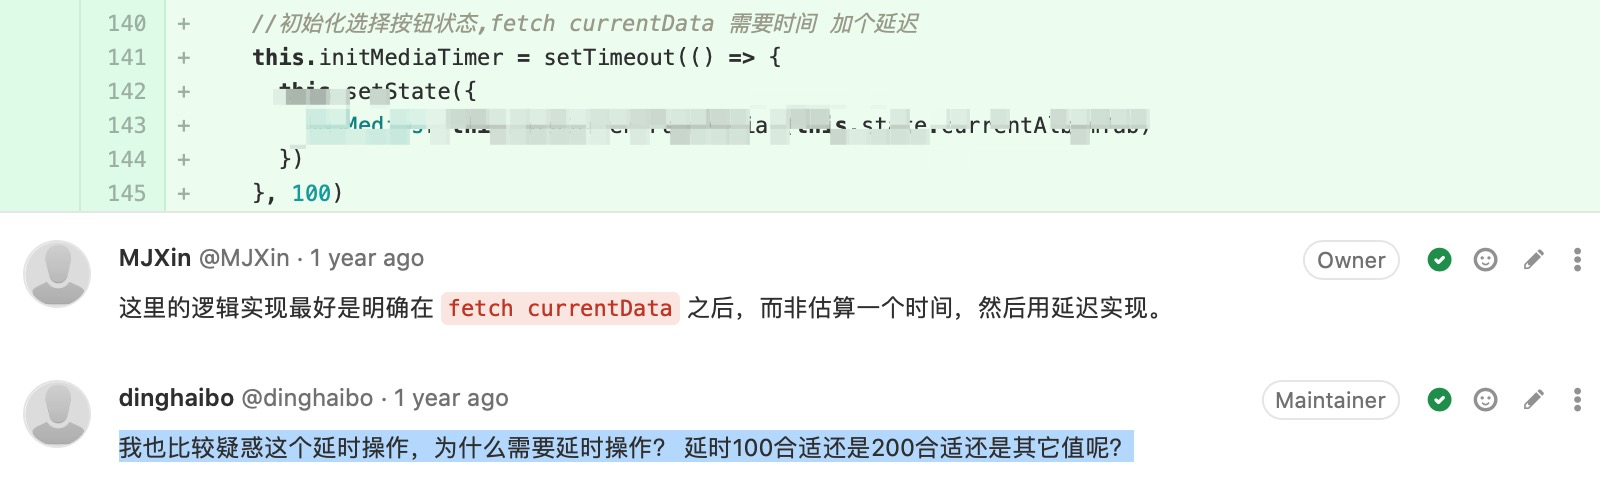 140 + //初始化选择按钮状态,fetch currentData 需要时间 加个延迟
141 + this.initMediaTimer = setTimeout(() => {
142 + this.setState({
143 +
144 + })
145 + }, 100)
MJXin @MJXin · 1 year ago Owner
这里的逻辑实现最好是明确在 fetch currentData 之后，而非估算一个时间，然后用延迟实现。
dinghaibo @dinghaibo · 1 year ago Maintainer
我也比较疑惑这个延时操作，为什么需要延时操作？ 延时100合适还是200合适还是其它值呢？